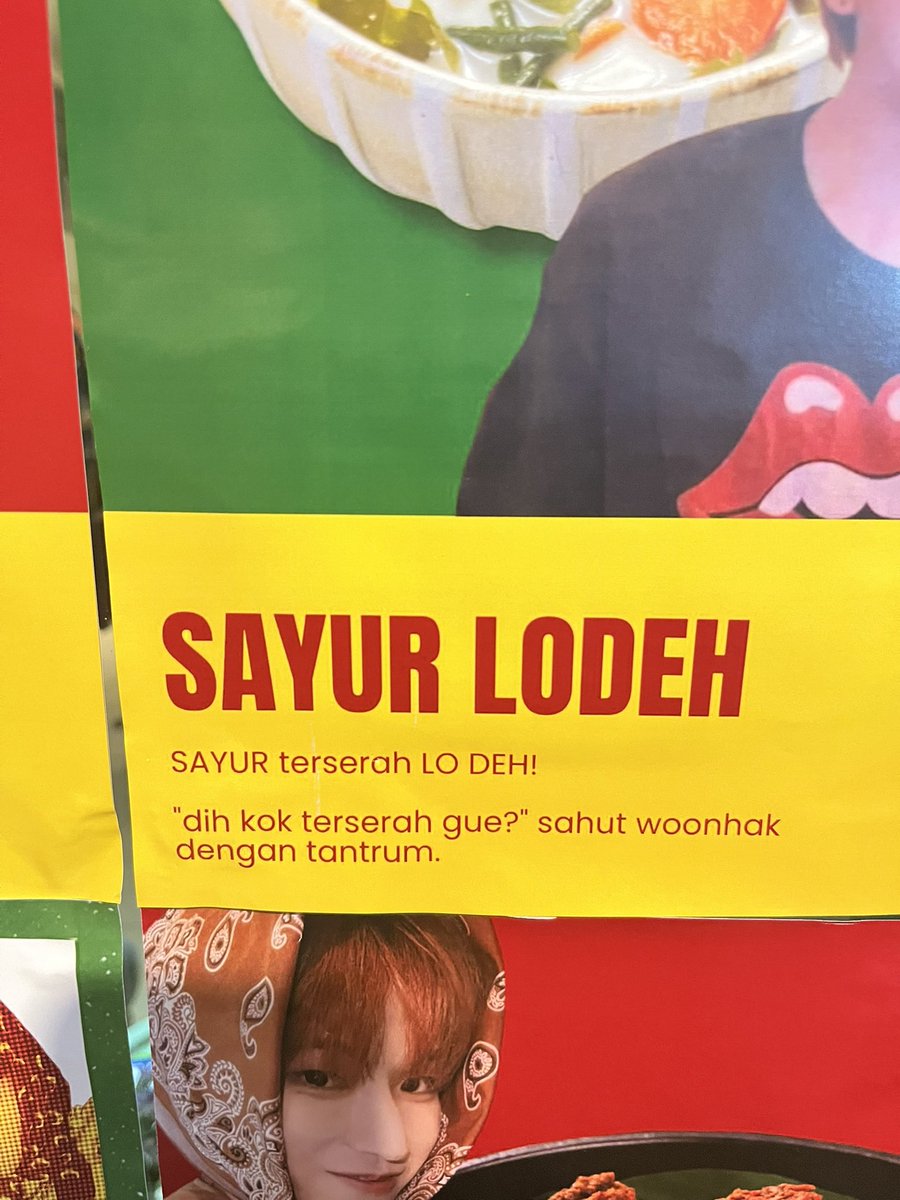 SAYUR LODEH
SAYUR terserah LO DEH!
"dih kok terserah gue?" sahut woonhak
dengan tantrum.